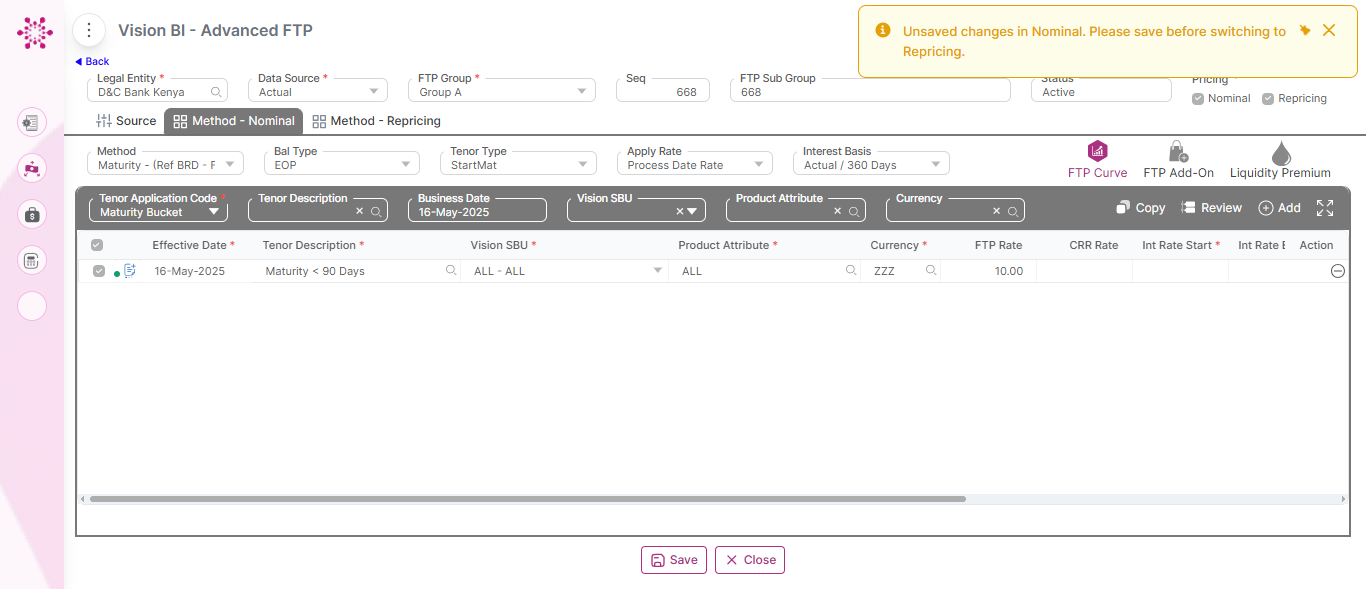 Vision BI - Advanced FTP
Unsaved changes in Nominal. Please save before switching to
Repricing.
Back
Legal Entity *
Data Source *
FTP Group *
Seq
FTP Sub Group
Status
Pricing *
D&C Bank Kenya
Actual
Group A
668
668
Active
Nominal
Repricing
Source
Method - Nominal
Method - Repricing
Method
Bal Type
Tenor Type
Apply Rate
Interest Basis
Maturity - (Ref BRD - F
EOP
StartMat
Process Date Rate
Actual / 360 Days
FTP Curve
FTP Add-On
Liquidity Premium
Tenor Application Code *
Tenor Description
Business Date
Vision SBU
Product Attribute
Currency
Maturity Bucket
16-May-2025
Copy
Review
Add
Effective Date *
Tenor Description *
Vision SBU *
Product Attribute *
Currency *
FTP Rate
CRR Rate
Int Rate Start *
Int Rate E
Action
16-May-2025
Maturity < 90 Days
ALL - ALL
ALL
ZZZ
10.00
Save
Close